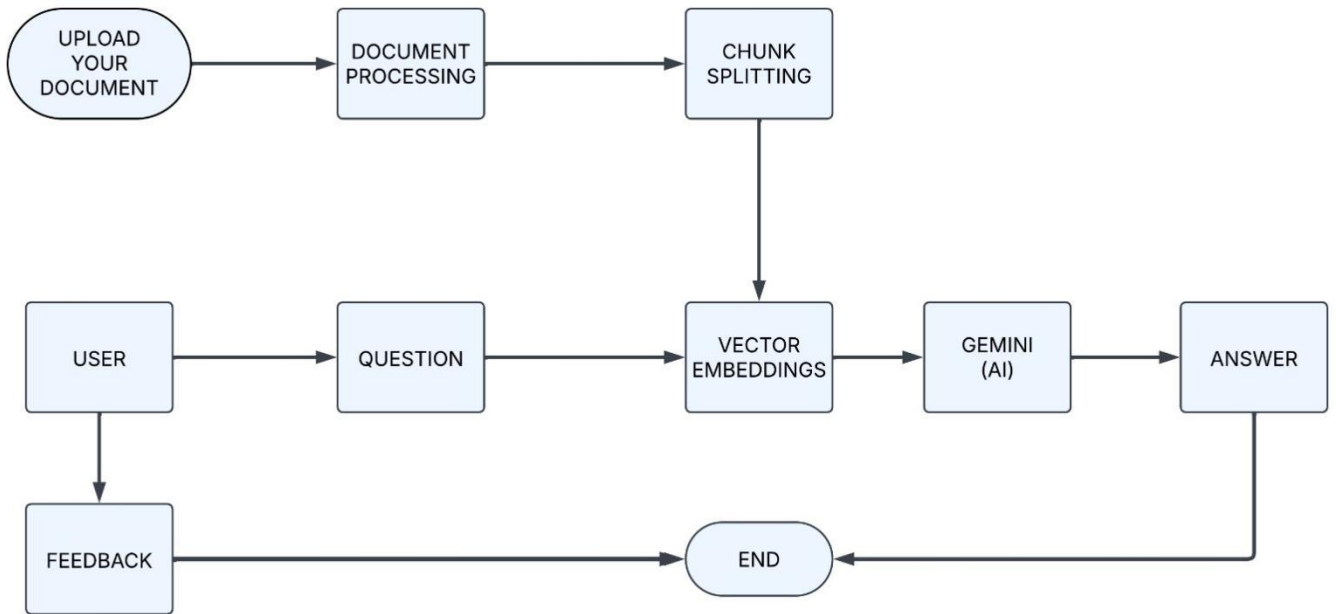 UPLOAD
YOUR
DOCUMENT
DOCUMENT
PROCESSING
CHUNK
SPLITTING
USER
QUESTION
VECTOR
EMBEDDINGS
GEMINI
(AI)
ANSWER
FEEDBACK
END